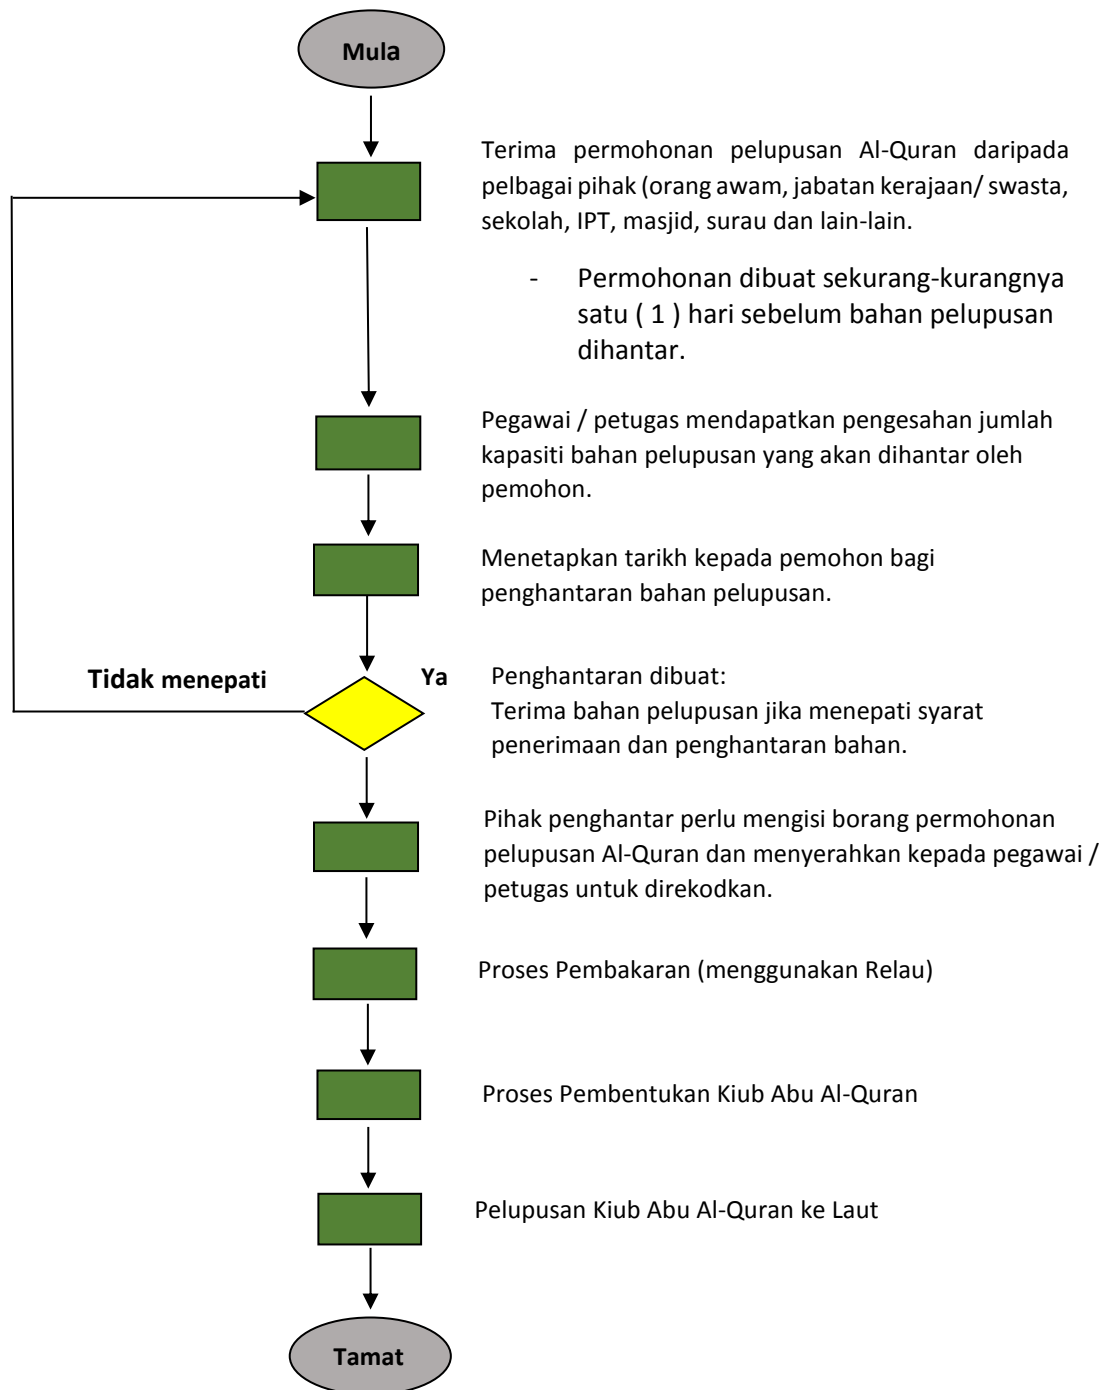 Mula
Terima permohonan pelupusan Al-Quran daripada
pelbagai pihak (orang awam, jabatan kerajaan/ swasta,
sekolah, IPT, masjid, surau dan lain-lain.
- Permohonan dibuat sekurang-kurangnya
satu ( 1 ) hari sebelum bahan pelupusan
dihantar.
Pegawai / petugas mendapatkan pengesahan jumlah
kapasiti bahan pelupusan yang akan dihantar oleh
pemohon.
Menetapkan tarikh kepada pemohon bagi
penghantaran bahan pelupusan.
Tidak menepati
Ya
Penghantaran dibuat:
Terima bahan pelupusan jika menepati syarat
penerimaan dan penghantaran bahan.
Pihak penghantar perlu mengisi borang permohonan
pelupusan Al-Quran dan menyerahkan kepada pegawai /
petugas untuk direkodkan.
Proses Pembakaran (menggunakan Relau)
Proses Pembentukan Kiub Abu Al-Quran
Pelupusan Kiub Abu Al-Quran ke Laut
Tamat